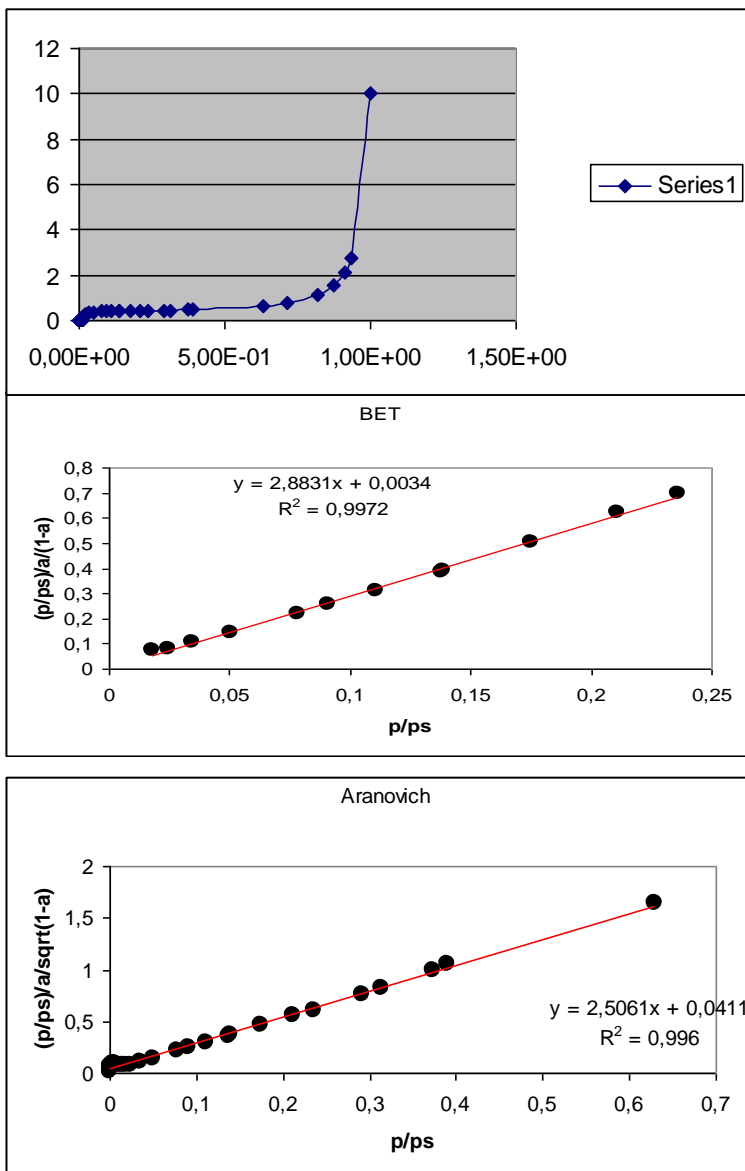 12
10
8
6
4
2
0
0,00E+00 5,00E-01 1,00E+00 1,50E+00
Series1
BET
(p/ps)/a/(1-a)
0,8
0,7
0,6
0,5
0,4
0,3
0,2
0,1
0
y = 2,8831x + 0,0034
R² = 0,9972
0 0,05 0,1 0,15 0,2 0,25
p/ps
Aranovich
(p/ps)/a/sqrt(1-a)
2
1,5
1
0,5
0
y = 2,5061x + 0,0411
R² = 0,996
0 0,1 0,2 0,3 0,4 0,5 0,6 0,7
p/ps